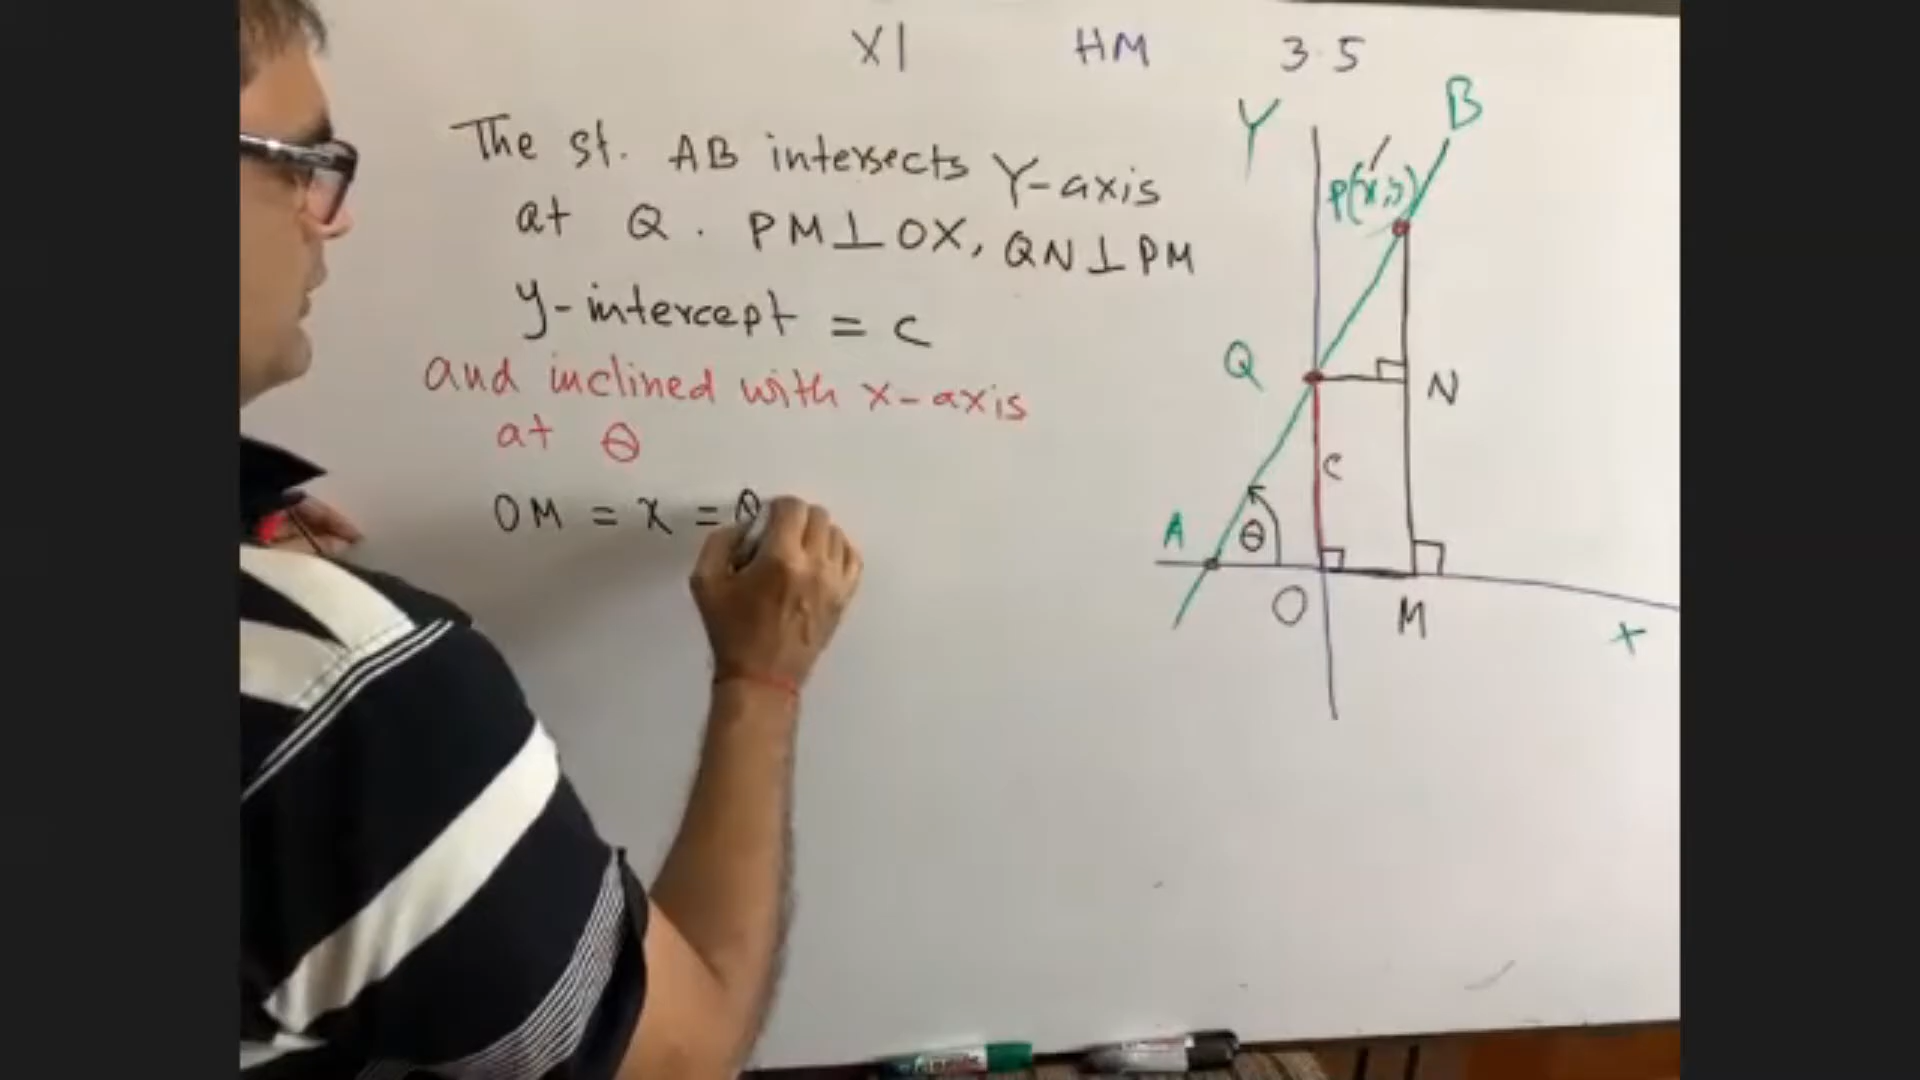 XI HM 3.5
The st. AB intersects Y-axis
at Q. PM⊥OX, QN⊥PM
y-intercept = c
and inclined with x-axis
at θ
OM = x = Q
Y
B
P(x,y)
Q
N
c
A
θ
O
M
x